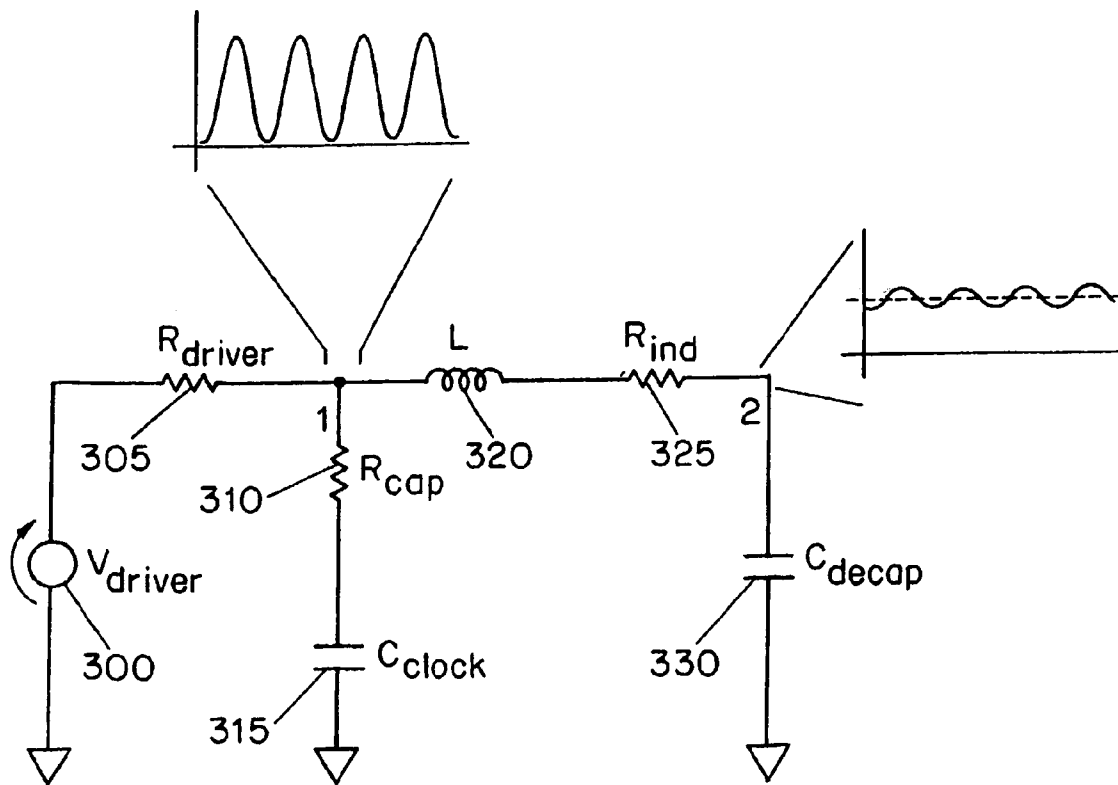 R_driver
L
R_ind
1
2
305
310
R_cap
320
325
V_driver
C_decap
300
C_clock
330
315